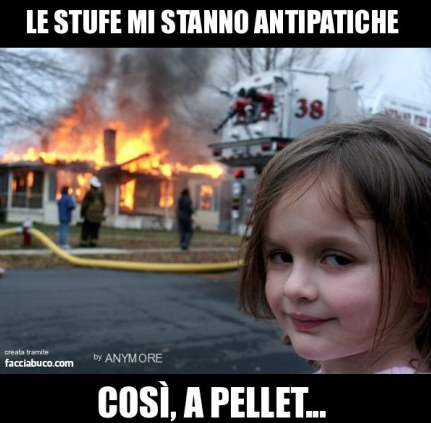 LE STUFE MI STANNO ANTIPATICHE
38
creata tramite
facciabuco.com
by ANYMORE
COSÌ, A PELLET...